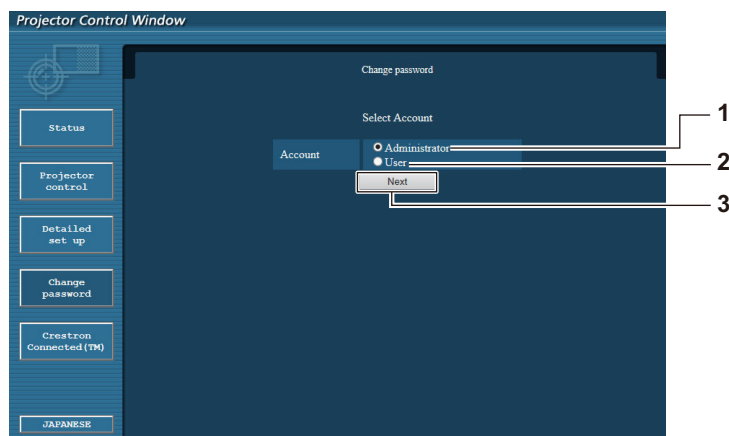 Projector Control Window
Change password
Select Account
Account
Administrator
User
Next
Status
Projector
control
Detailed
set up
Change
password
Crestron
Connected(TM)
JAPANESE
1
2
3